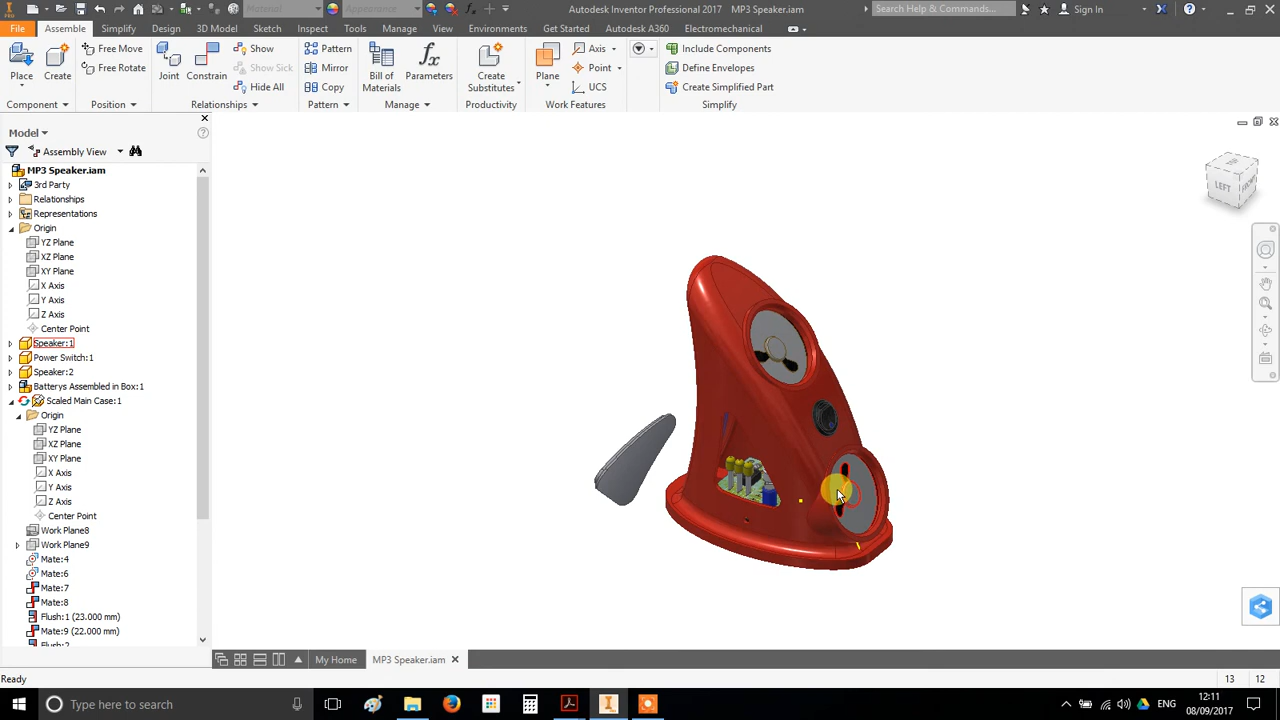 PRO
Material
Appearance
Autodesk Inventor Professional 2017 MP3 Speaker.iam
Search Help & Commands...
Sign In
File Assemble Simplify Design 3D Model Sketch Inspect Tools Manage View Environments Get Started Autodesk A360 Electromechanical
Place
Create
Free Move
Free Rotate
Joint
Constrain
Show
Show Sick
Hide All
Pattern
Mirror
Copy
Bill of
Materials
Parameters
Create
Substitutes
Plane
Axis
Point
UCS
Include Components
Define Envelopes
Create Simplified Part
Component
Position
Relationships
Pattern
Manage
Productivity
Work Features
Simplify
Model
Assembly View
MP3 Speaker.iam
3rd Party
Relationships
Representations
Origin
YZ Plane
XZ Plane
XY Plane
X Axis
Y Axis
Z Axis
Center Point
Speaker:1
Power Switch:1
Speaker:2
Batterys Assembled in Box:1
Scaled Main Case:1
Origin
YZ Plane
XZ Plane
XY Plane
X Axis
Y Axis
Z Axis
Center Point
Work Plane8
Work Plane9
Mate:4
Mate:6
Mate:7
Mate:8
Flush:1 (23.000 mm)
Mate:9 (22.000 mm)
Flush:2
TOP
LEFT
FRONT
My Home
MP3 Speaker.iam
Ready
13 12
Type here to search
ENG
12:11
08/09/2017